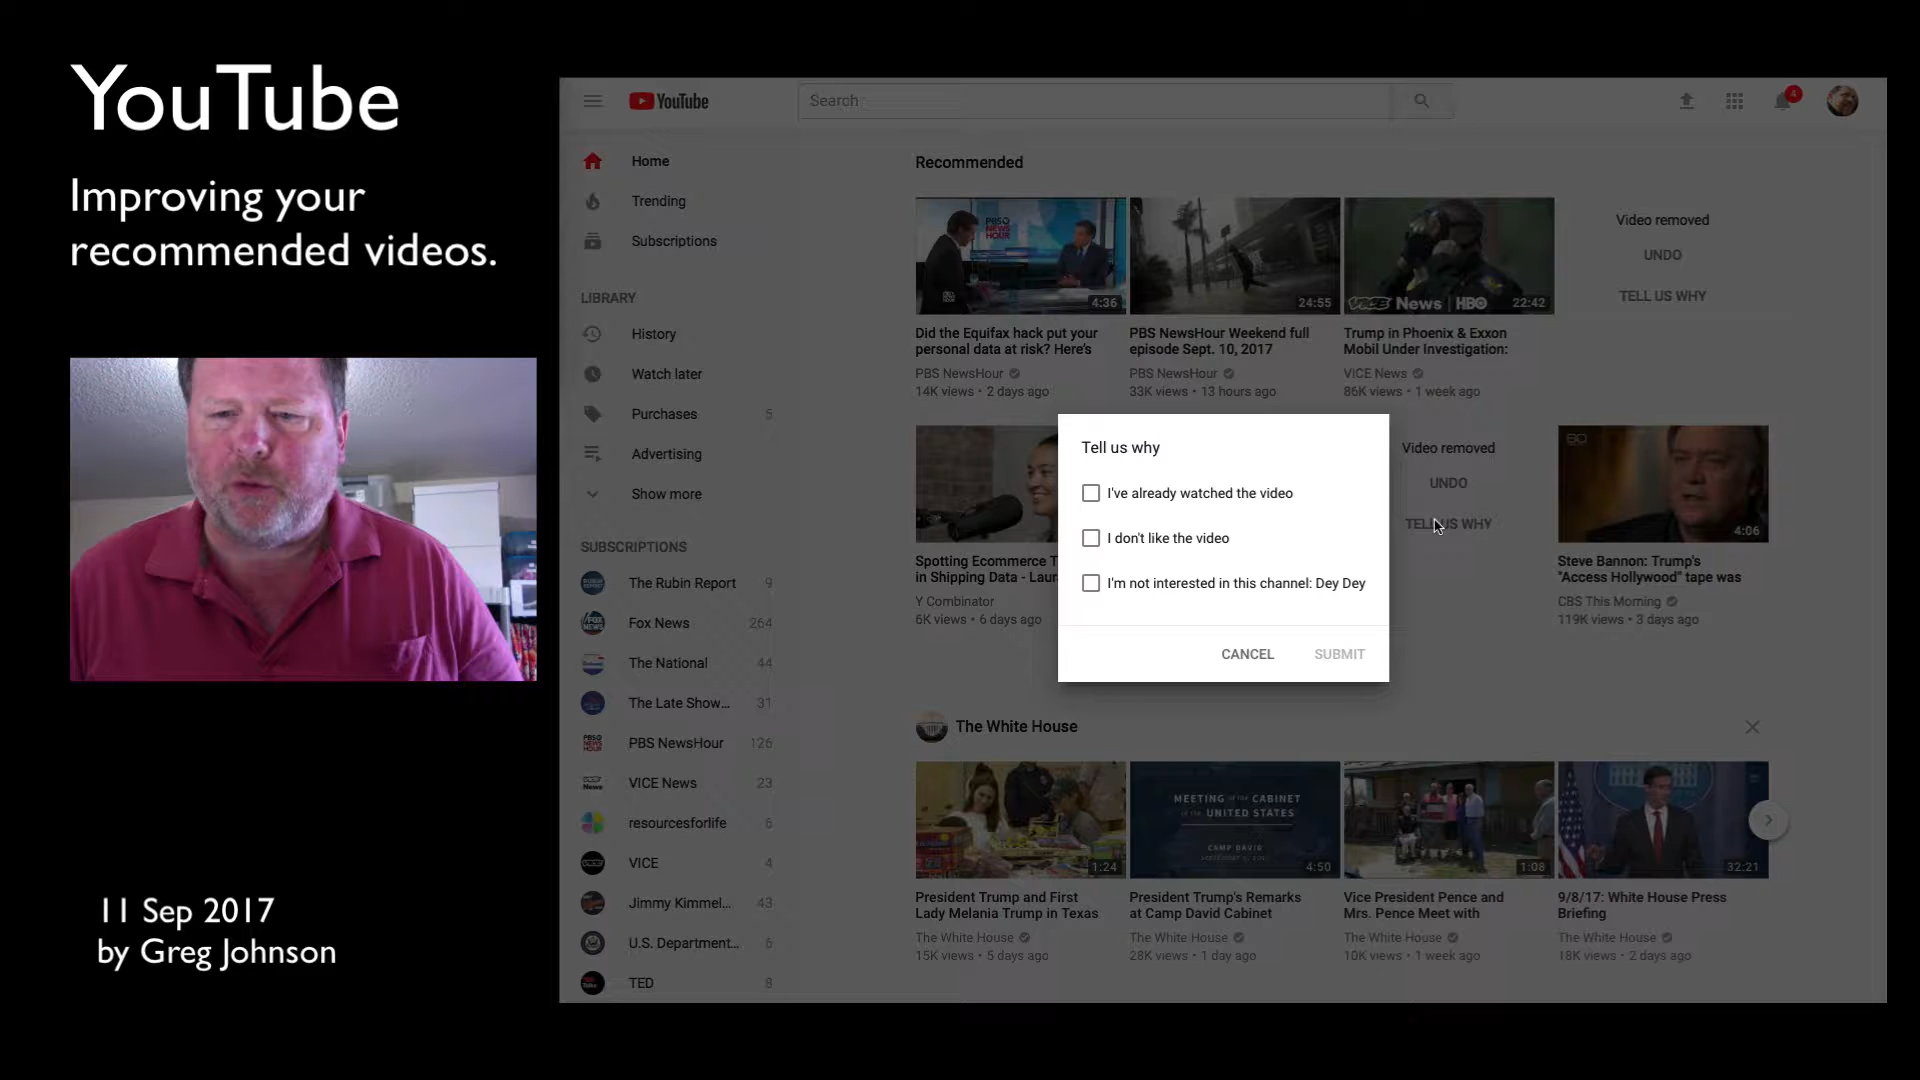 YouTube
Improving your
recommended videos.
11 Sep 2017
by Greg Johnson
YouTube
Search
4
Home
Trending
Subscriptions
LIBRARY
History
Watch later
Purchases 5
Advertising
Show more
SUBSCRIPTIONS
The Rubin Report 9
Fox News 264
The National 44
The Late Show... 31
PBS NewsHour 126
VICE News 23
resourcesforlife 6
VICE 4
Jimmy Kimmel... 43
U.S. Department... 6
TED 8
Recommended
PBS
NEWS
HOUR
4:36
Did the Equifax hack put your
personal data at risk? Here's
PBS NewsHour
14K views • 2 days ago
24:55
PBS NewsHour Weekend full
episode Sept. 10, 2017
PBS NewsHour
33K views • 13 hours ago
VICE News | HBO
22:42
Trump in Phoenix & Exxon
Mobil Under Investigation:
VICE News
86K views • 1 week ago
Video removed
UNDO
TELL US WHY
Spotting Ecommerce T
in Shipping Data - Lau
Y Combinator
6K views • 6 days ago
Tell us why
I've already watched the video
I don't like the video
I'm not interested in this channel: Dey Dey
CANCEL SUBMIT
Video removed
UNDO
TELL US WHY
4:06
Steve Bannon: Trump's
"Access Hollywood" tape was
CBS This Morning
119K views • 3 days ago
The White House
1:24
President Trump and First
Lady Melania Trump in Texas
The White House
15K views • 5 days ago
MEETING of the CABINET
of the UNITED STATES
CAMP DAVID
4:50
President Trump's Remarks
at Camp David Cabinet
The White House
28K views • 1 day ago
1:08
Vice President Pence and
Mrs. Pence Meet with
The White House
10K views • 1 week ago
32:21
9/8/17: White House Press
Briefing
The White House
18K views • 2 days ago